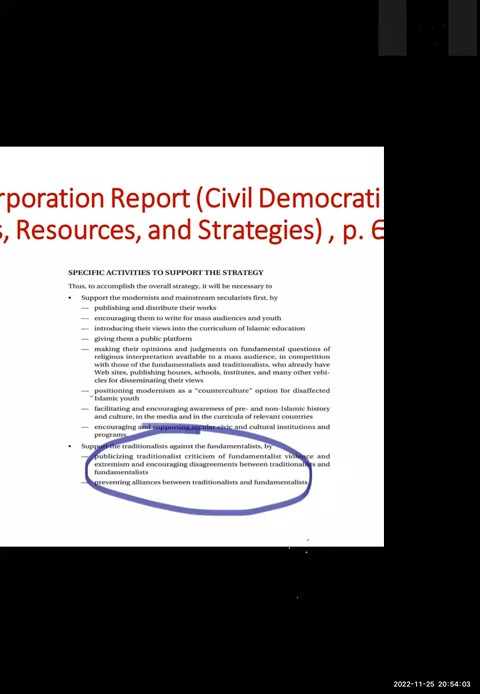 rporation Report (Civil Democrati
s, Resources, and Strategies) , p. 6
SPECIFIC ACTIVITIES TO SUPPORT THE STRATEGY
Thus, to accomplish the overall strategy, it will be necessary to
• Support the modernists and mainstream secularists first, by
— publishing and distribute their works
— encouraging them to write for mass audiences and youth
— introducing their views into the curriculum of Islamic education
— giving them a public platform
— making their opinions and judgments on fundamental questions of
religious interpretation available to a mass audience, in competition
with those of the fundamentalists and traditionalists, who already have
Web sites, publishing houses, schools, institutes, and many other vehi-
cles for disseminating their views
— positioning modernism as a "counterculture" option for disaffected
Islamic youth
— facilitating and encouraging awareness of pre- and non-Islamic history
and culture, in the media and in the curricula of relevant countries
— encouraging and supporting secular civic and cultural institutions and
programs
• Support the traditionalists against the fundamentalists, by
— publicizing traditionalist criticism of fundamentalist violence and
extremism and encouraging disagreements between traditionalists and
fundamentalists
— preventing alliances between traditionalists and fundamentalists
2022-11-25 20:54:03